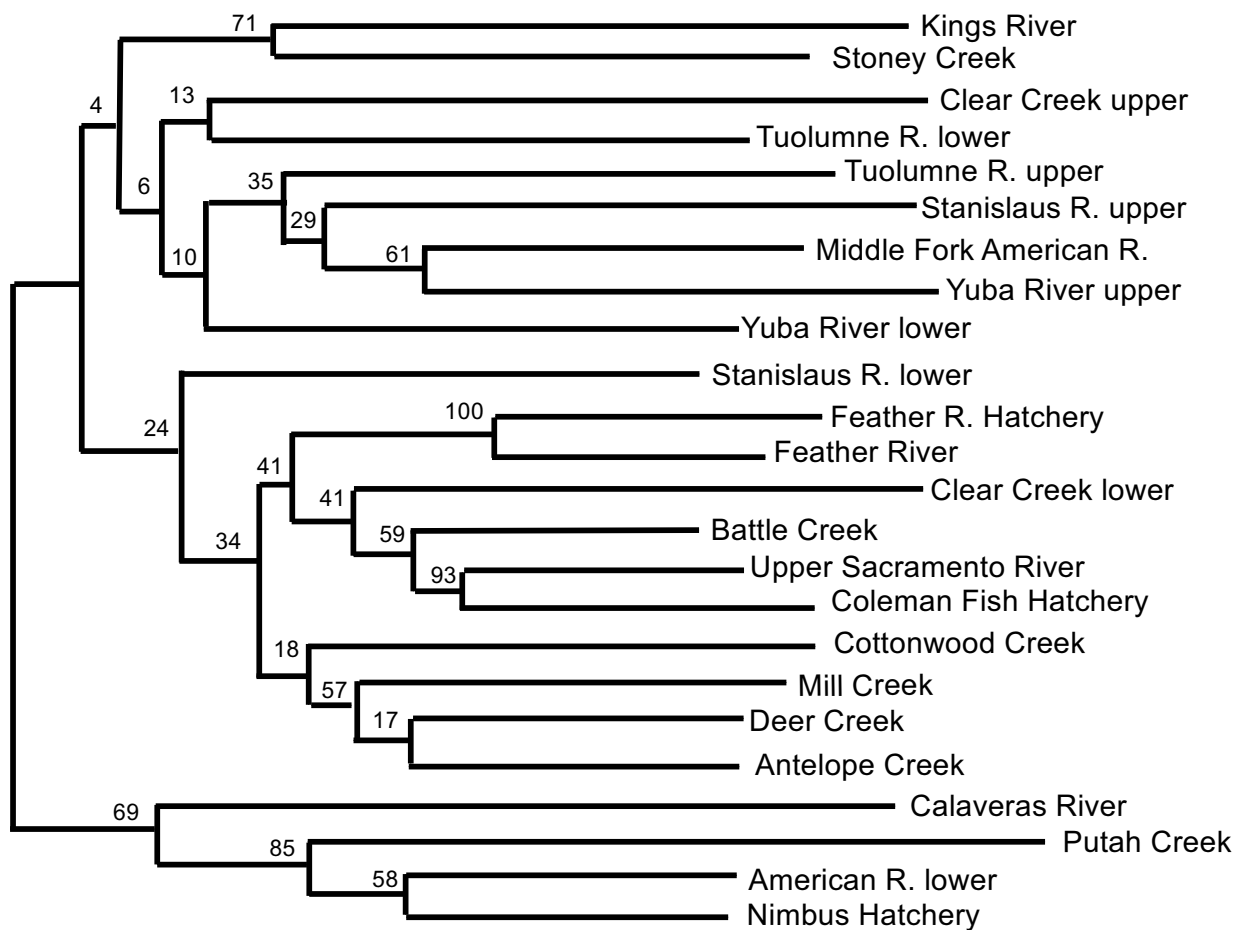 71 Kings River
Stoney Creek
4 13 Clear Creek upper
Tuolumne R. lower
6 35 Tuolumne R. upper
29 Stanislaus R. upper
10 61 Middle Fork American R.
Yuba River upper
Yuba River lower
Stanislaus R. lower
24 100 Feather R. Hatchery
Feather River
41 41 Clear Creek lower
34 59 Battle Creek
93 Upper Sacramento River
Coleman Fish Hatchery
18 Cottonwood Creek
57 Mill Creek
17 Deer Creek
Antelope Creek
69 Calaveras River
85 Putah Creek
58 American R. lower
Nimbus Hatchery